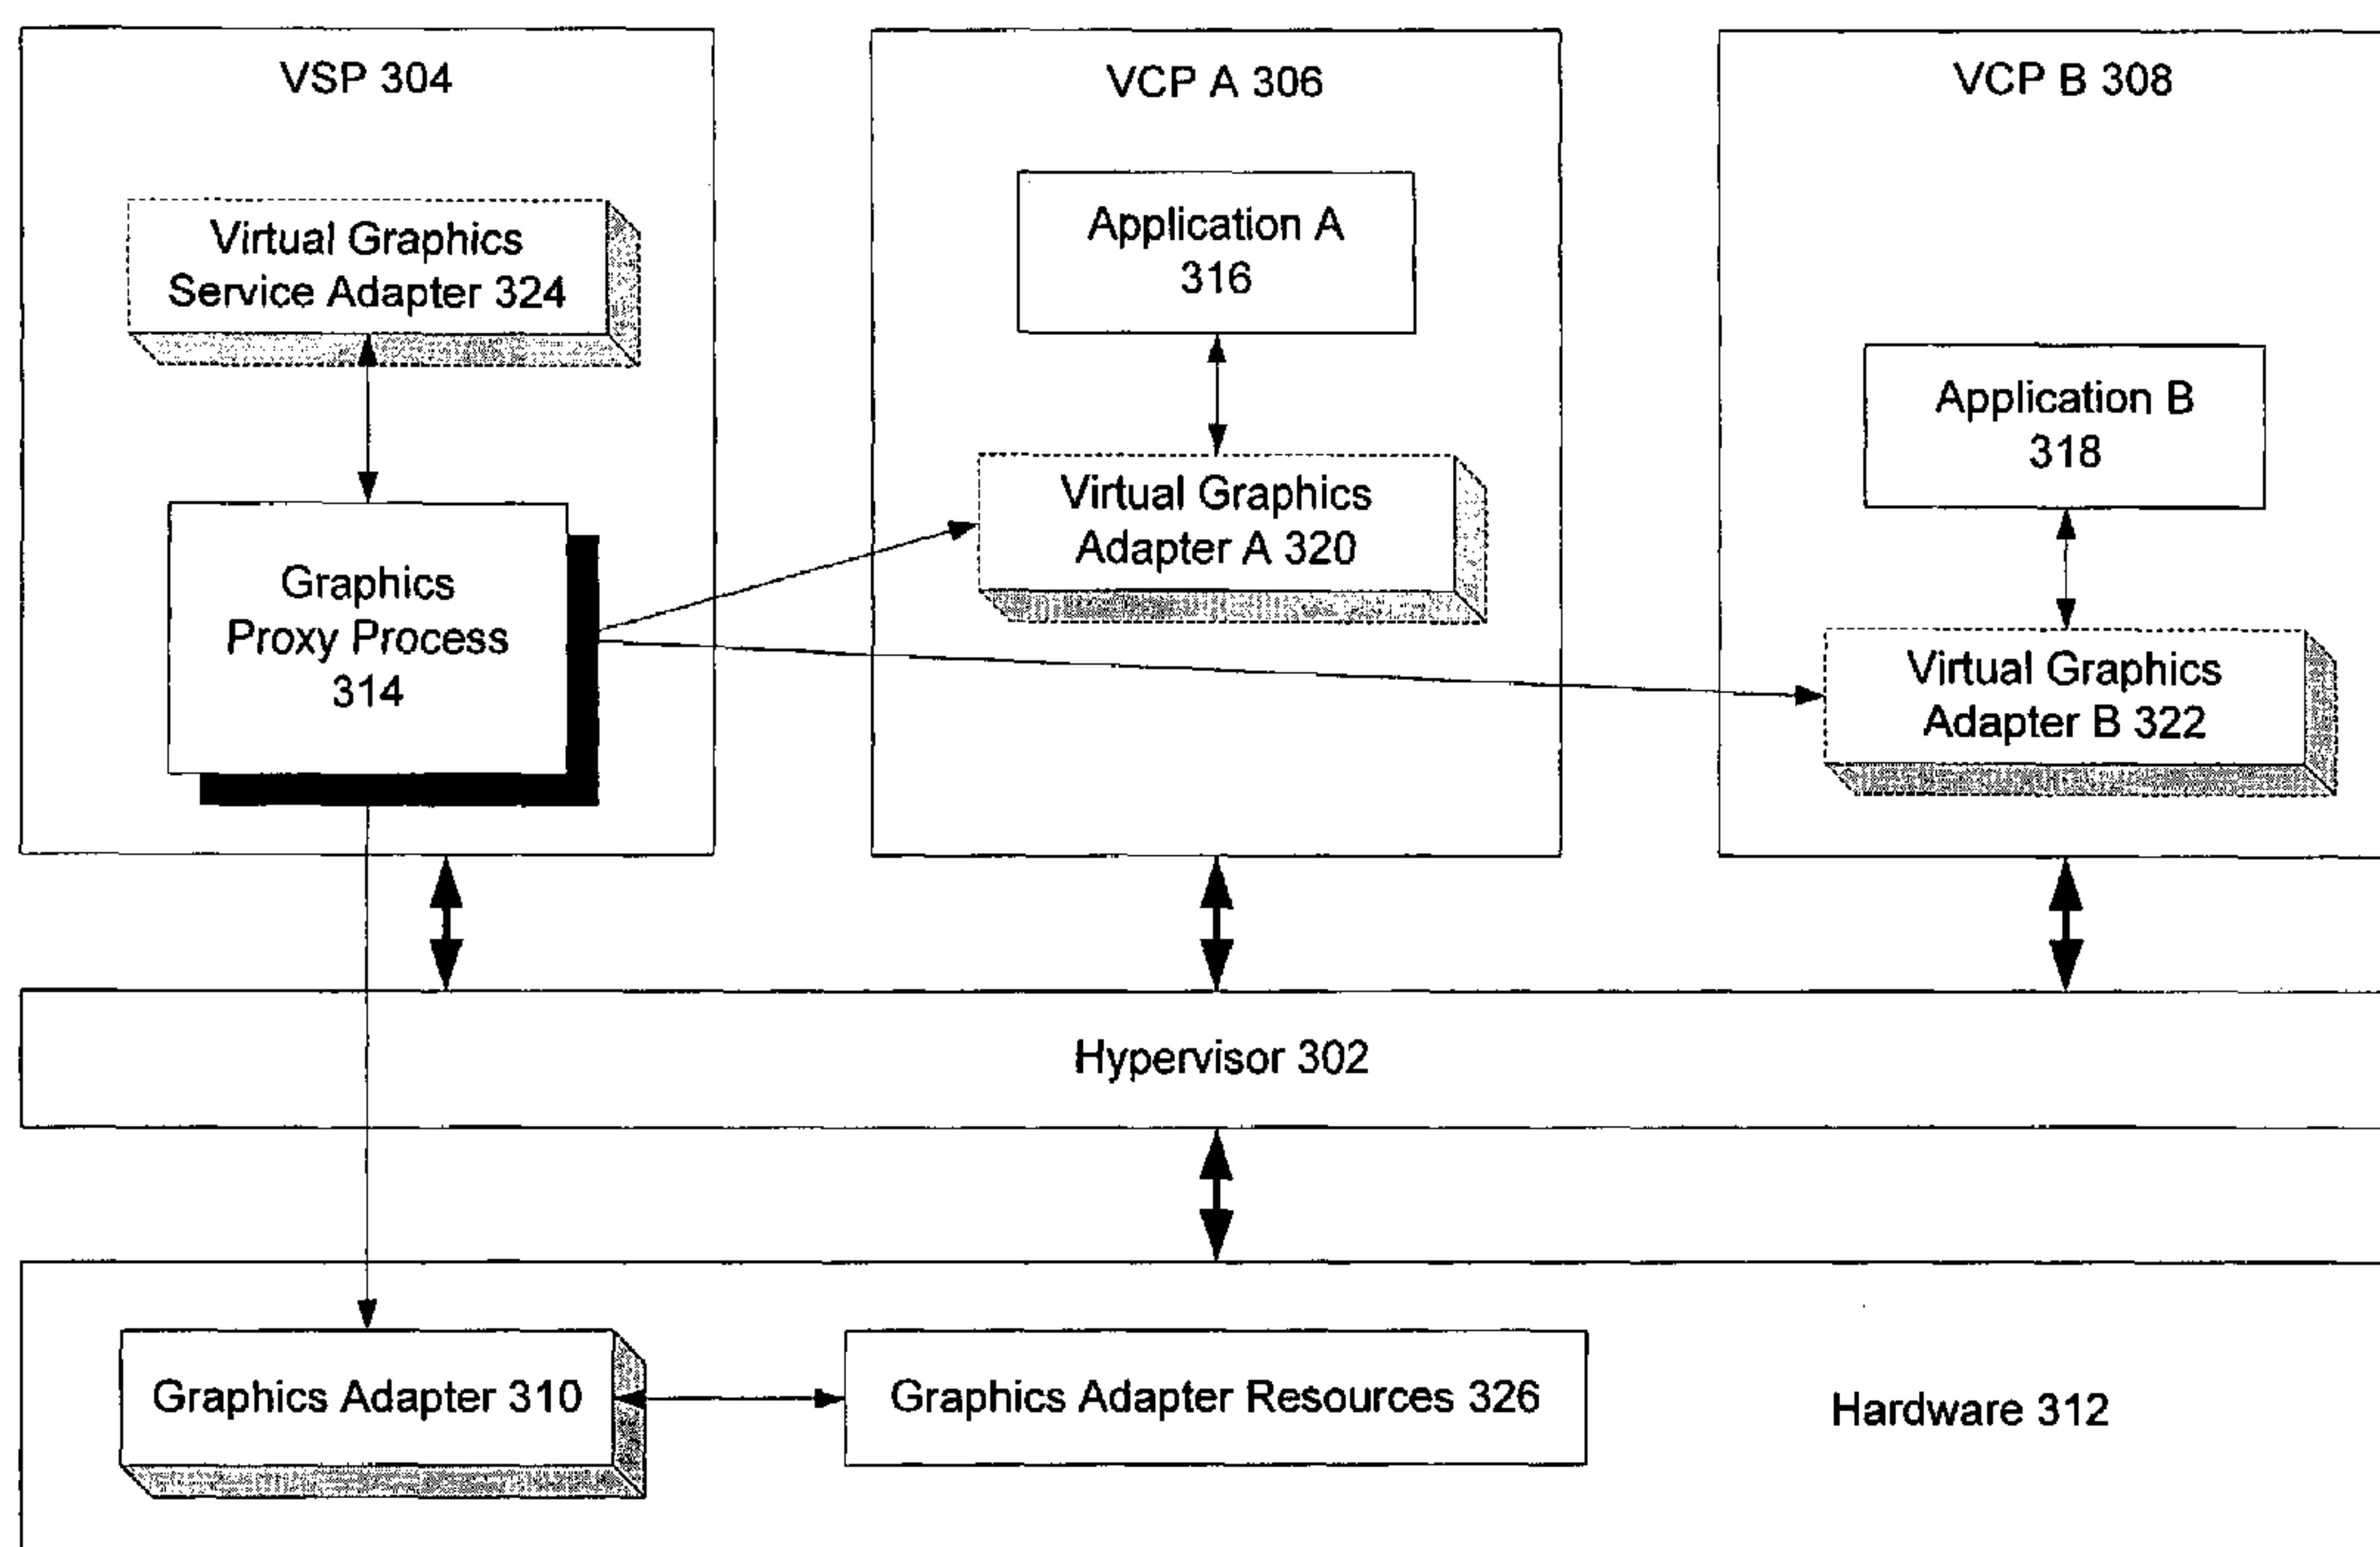 VSP 304
Virtual Graphics
Service Adapter 324
Graphics
Proxy Process
314
VCP A 306
Application A
316
Virtual Graphics
Adapter A 320
VCP B 308
Application B
318
Virtual Graphics
Adapter B 322
Hypervisor 302
Graphics Adapter 310
Graphics Adapter Resources 326
Hardware 312